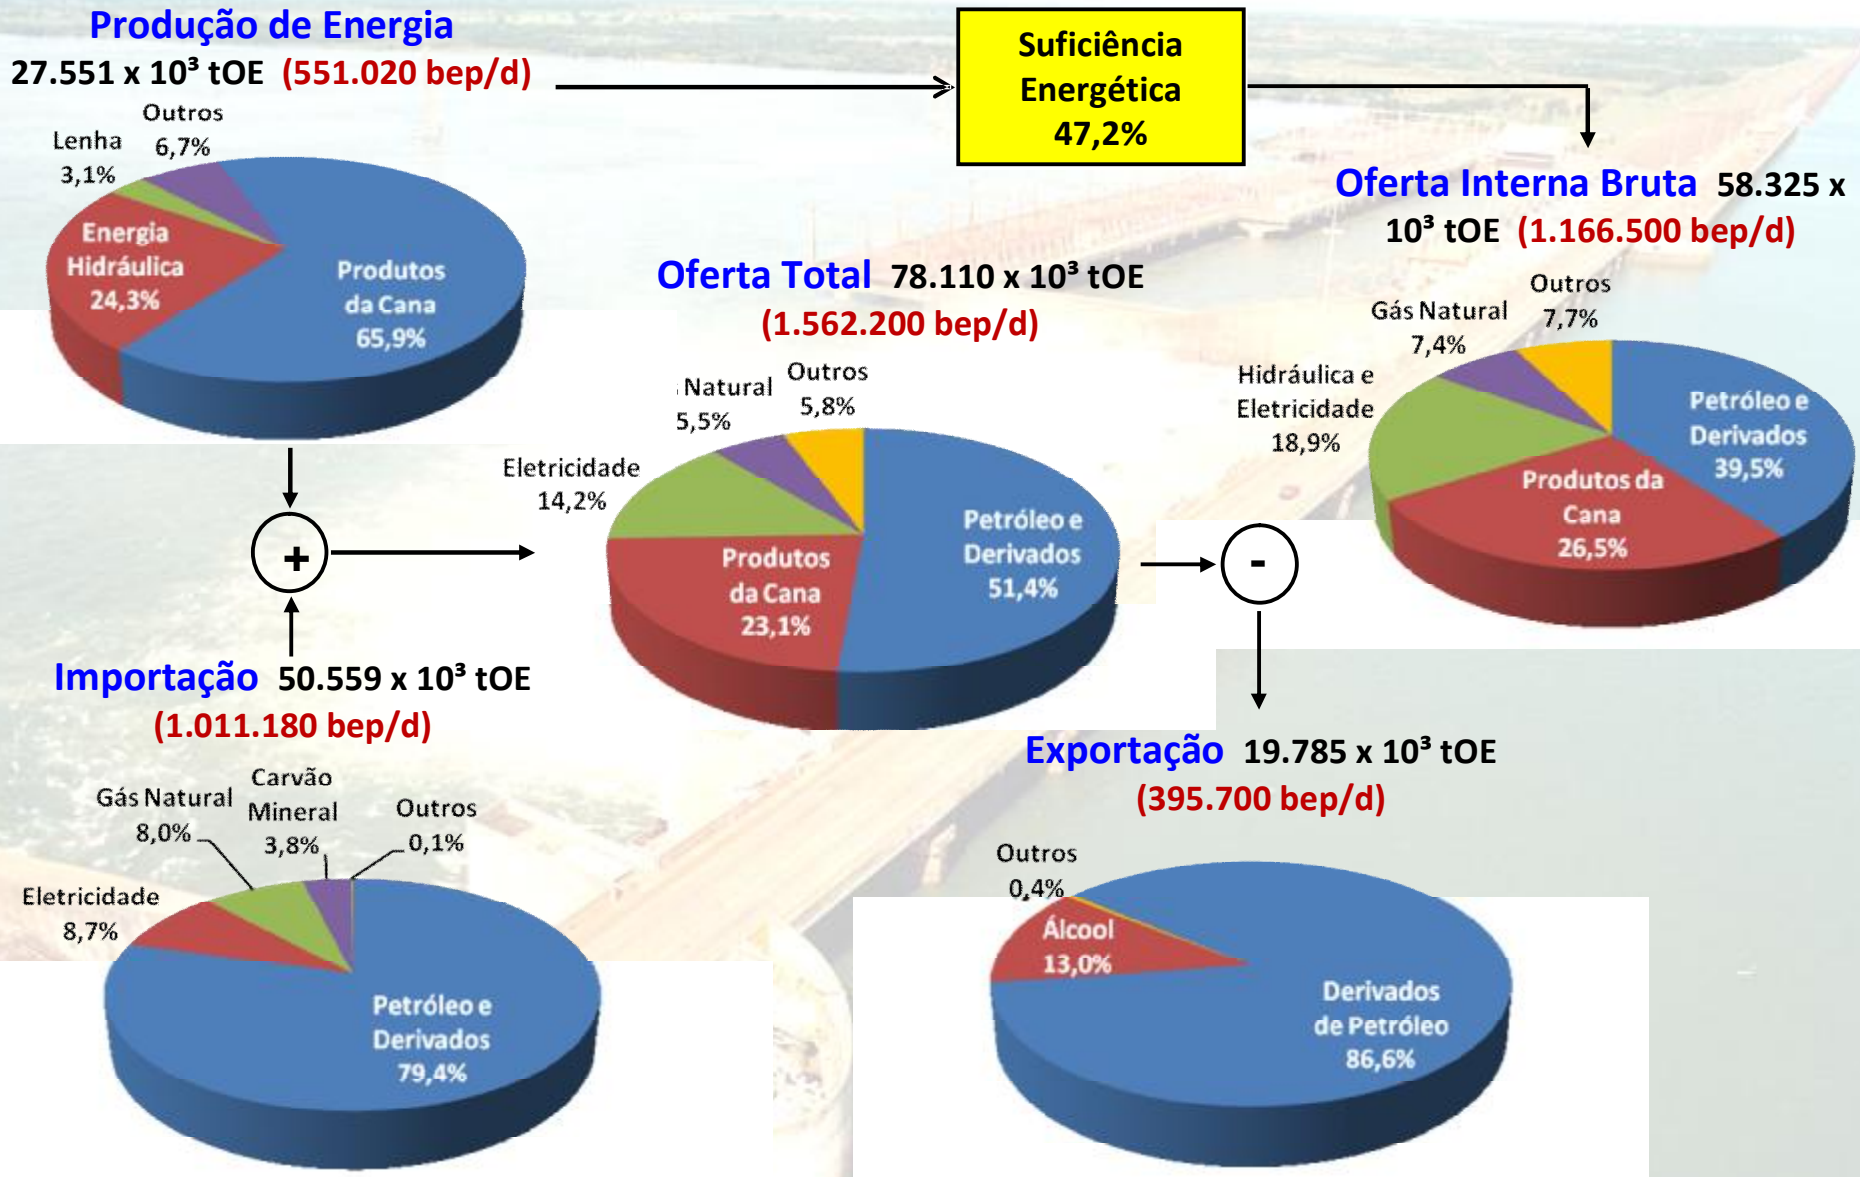 Produção de Energia
27.551 x 10³ tOE (551.020 bep/d)
Outros
6,7%
Lenha
3,1%
Energia
Hidráulica
24,3%
Produtos
da Cana
65,9%
Suficiência
Energética
47,2%
Oferta Interna Bruta 58.325 x
10³ tOE (1.166.500 bep/d)
Outros
7,7%
Gás Natural
7,4%
Hidráulica e
Eletricidade
18,9%
Petróleo e
Derivados
39,5%
Produtos da
Cana
26,5%
Oferta Total 78.110 x 10³ tOE
(1.562.200 bep/d)
Outros
5,8%
Natural
5,5%
Eletricidade
14,2%
Petróleo e
Derivados
51,4%
Produtos
da Cana
23,1%
+
-
Importação 50.559 x 10³ tOE
(1.011.180 bep/d)
Gás Natural
8,0%
Carvão
Mineral
3,8%
Outros
0,1%
Eletricidade
8,7%
Petróleo e
Derivados
79,4%
Exportação 19.785 x 10³ tOE
(395.700 bep/d)
Outros
0,4%
Álcool
13,0%
Derivados
de Petróleo
86,6%